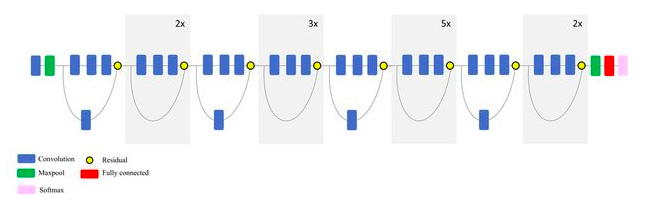 2x 3x 5x 2x
Convolution Residual
Maxpool Fully connected
Softmax